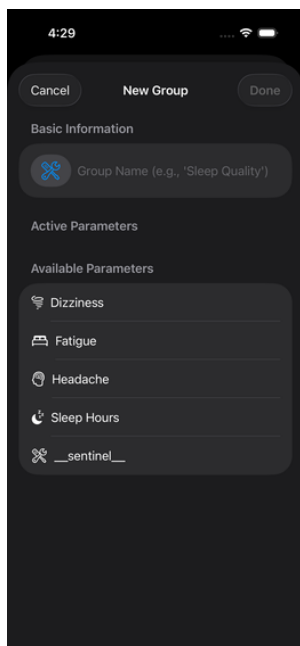 4:29
Cancel New Group Done
Basic Information
Group Name (e.g., 'Sleep Quality')
Active Parameters
Available Parameters
Dizziness
Fatigue
Headache
Sleep Hours
__sentinel__